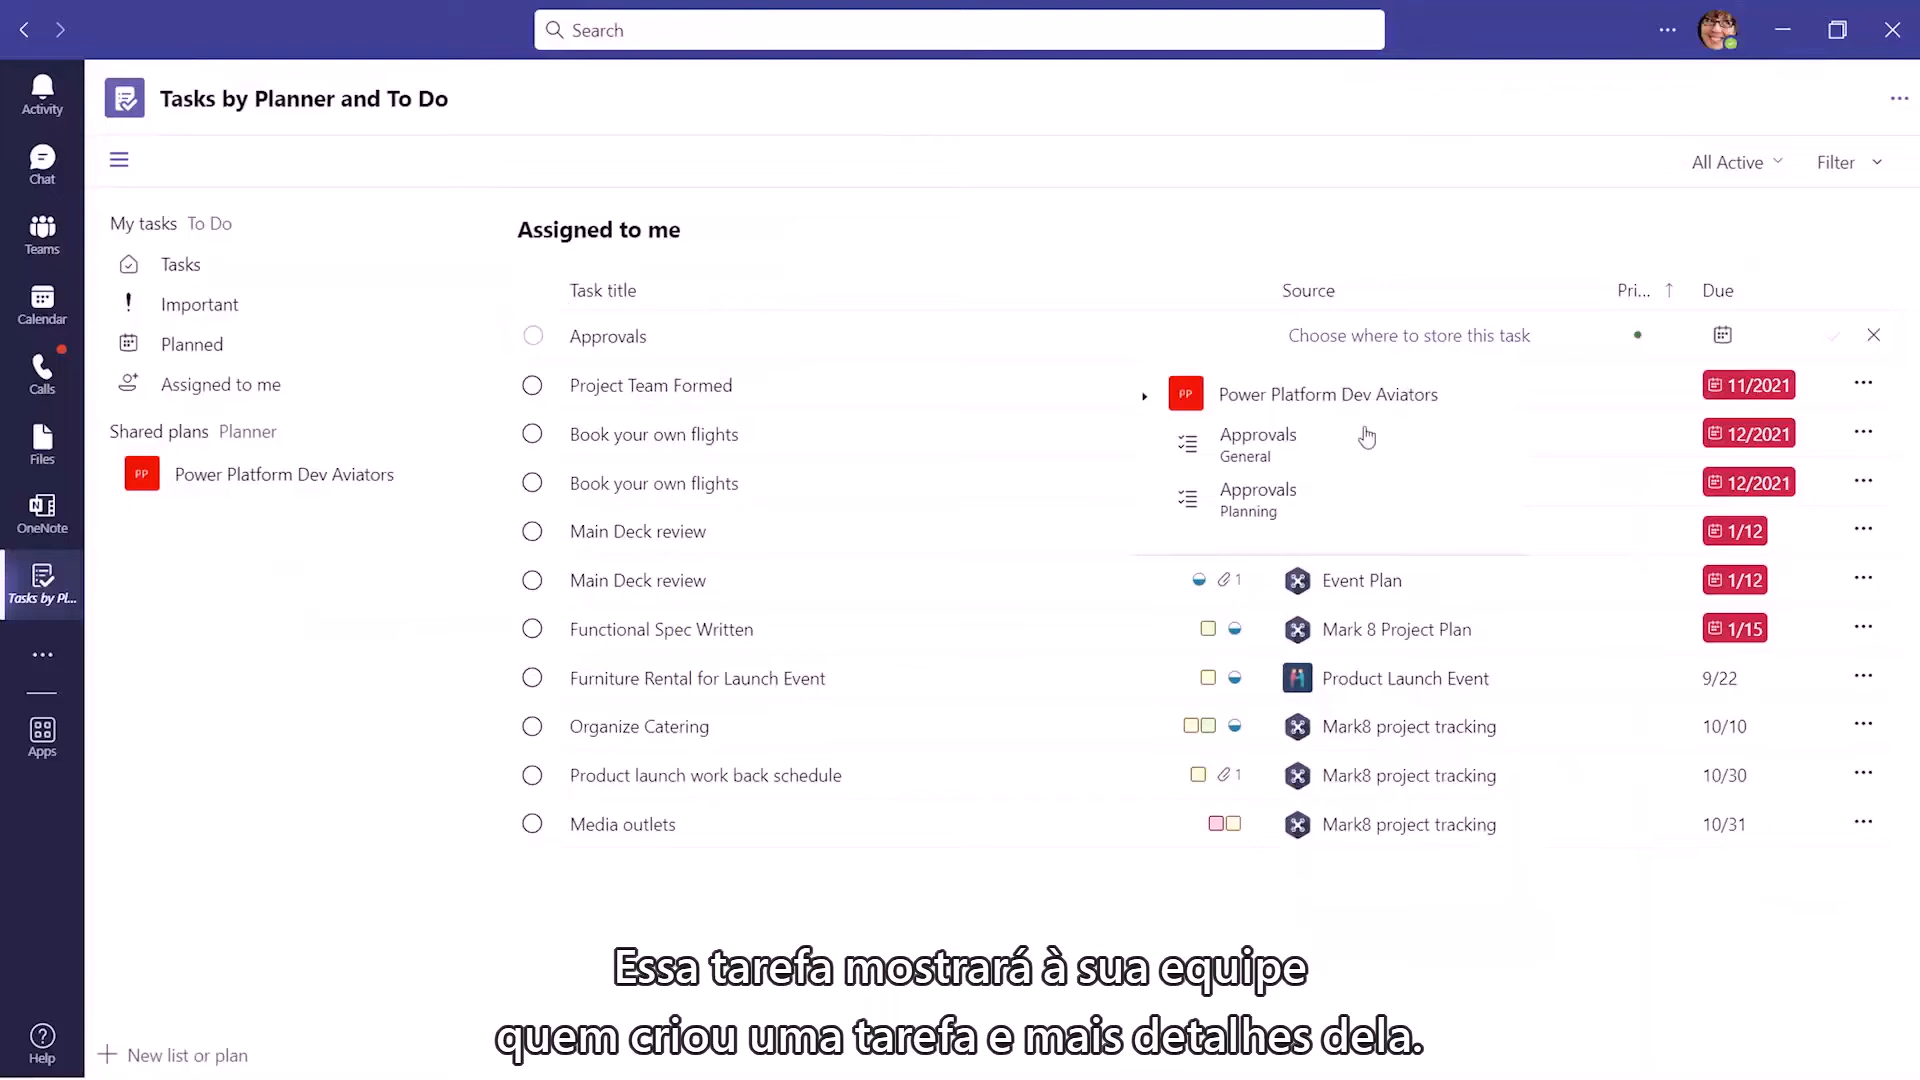 Search
Activity
Chat
Teams
Calendar
Calls
Files
OneNote
Tasks by Pl...
Apps
Help
Tasks by Planner and To Do
All Active
Filter
My tasks To Do
Tasks
Important
Planned
Assigned to me
Shared plans Planner
PP Power Platform Dev Aviators
New list or plan
Assigned to me
Task title Source Pri... Due
Approvals Choose where to store this task
Project Team Formed 11/2021
PP Power Platform Dev Aviators
Book your own flights 12/2021
Approvals
General
Book your own flights 12/2021
Approvals
Planning
Main Deck review 1/12
Main Deck review 1 Event Plan 1/12
Functional Spec Written Mark 8 Project Plan 1/15
Furniture Rental for Launch Event Product Launch Event 9/22
Organize Catering Mark8 project tracking 10/10
Product launch work back schedule 1 Mark8 project tracking 10/30
Media outlets Mark8 project tracking 10/31
Essa tarefa mostrará à sua equipe
quem criou uma tarefa e mais detalhes dela.